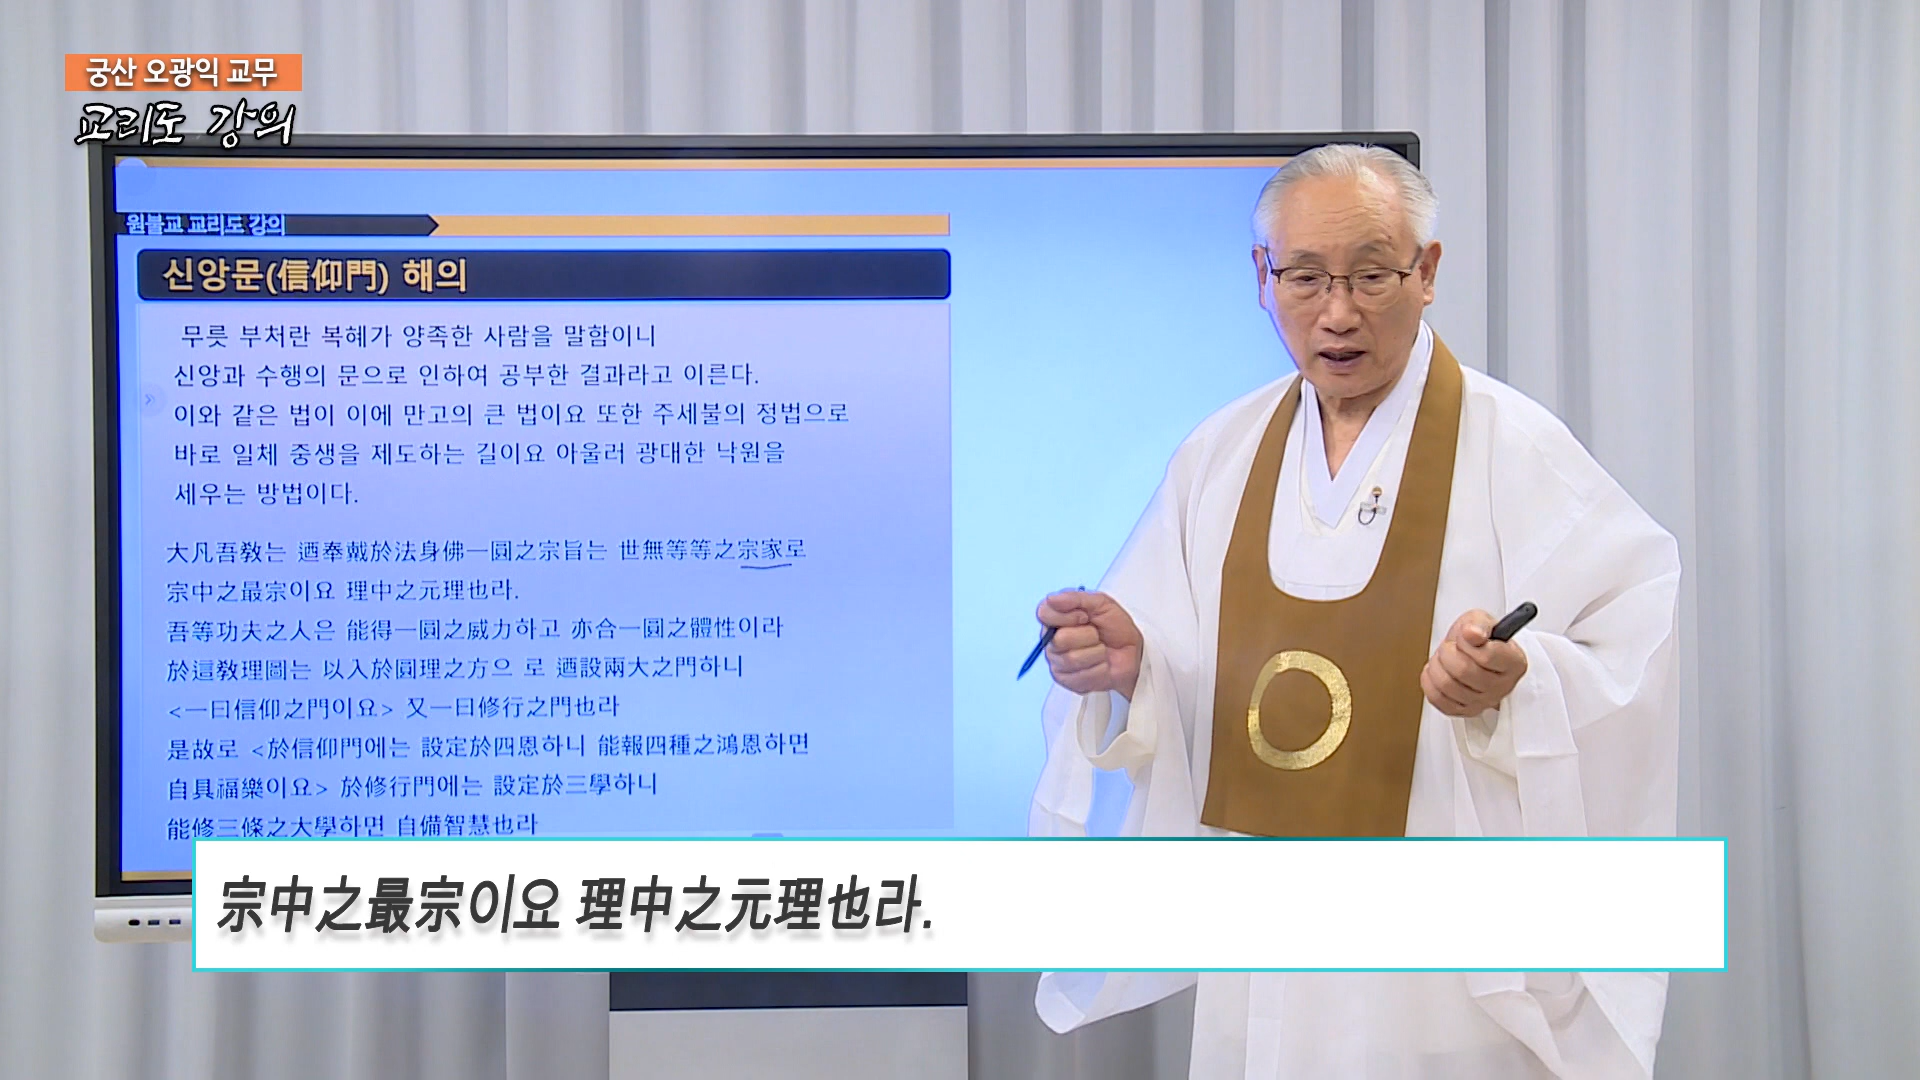 궁산 오광익 교무
교리도 강의
원불교 교리도 강의
신앙문(信仰門) 해의
무릇 부처란 복혜가 양족한 사람을 말함이니
신앙과 수행의 문으로 인하여 공부한 결과라고 이른다.
이와 같은 법이 이에 만고의 큰 법이요 또한 주세불의 정법으로
바로 일체 중생을 제도하는 길이요 아울러 광대한 낙원을
세우는 방법이다.
大凡吾敎는 迺奉戴於法身佛一圓之宗旨는 世無等等之宗家로
宗中之最宗이요 理中之元理也라.
吾等功夫之人은 能得一圓之威力하고 亦合一圓之體性이라
於這敎理圖는 以入於圓理之方으 로 迺設兩大之門하니
<一曰信仰之門이요> 又一曰修行之門也라
是故로 <於信仰門에는 設定於四恩하니 能報四種之鴻恩하면
自具福樂이요> 於修行門에는 設定於三學하니
能修三條之大學하면 自備智慧也라
宗中之最宗이요 理中之元理也라.